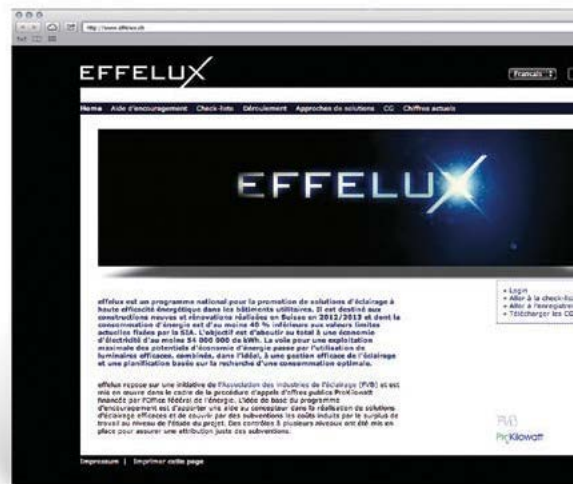 http://www.effelux.ch
EFFELUX
Francais
Home Aide d'encouragement Check-liste Déroulement Approches de solutions CG Chiffres actuels
EFFELUX
effelux est un programme national pour la promotion de solutions d'éclairage à
haute efficacité énergétique dans les bâtiments utilitaires. Il est destiné aux
constructions neuves et rénovations réalisées en Suisse en 2012/2013 et dont la
consommation d'énergie est d'au moins 40 % inférieure aux valeurs limites
actuelles fixées par la SIA. L'objectif est d'aboutir au total à une économie
d'électricité d'au moins 54 000 000 de kWh. La voie pour une exploitation
maximale des potentiels d'économie d'énergie passe par l'utilisation de
luminaires efficaces, combinés, dans l'idéal, à une gestion efficace de l'éclairage
et une planification basée sur la recherche d'une consommation optimale.
effelux repose sur une initiative de l'Association des industries de l'éclairage (FVB) et est
mis en œuvre dans le cadre de la procédure d'appels d'offres publics ProKilowatt
financée par l'Office fédéral de l'énergie. L'idée de base du programme
d'encouragement est d'apporter une aide au concepteur dans la réalisation de solutions
d'éclairage efficaces et de couvrir par des subventions les coûts induits par le surplus de
travail au niveau de l'étude du projet. Des contrôles à plusieurs niveaux ont été mis en
place pour assurer une attribution juste des subventions.
+ Login
+ Aller à la check-liste
+ Aller à l'enregistre
+ Télécharger les CG
FVB
ProKilowatt
Impressum | Imprimer cette page